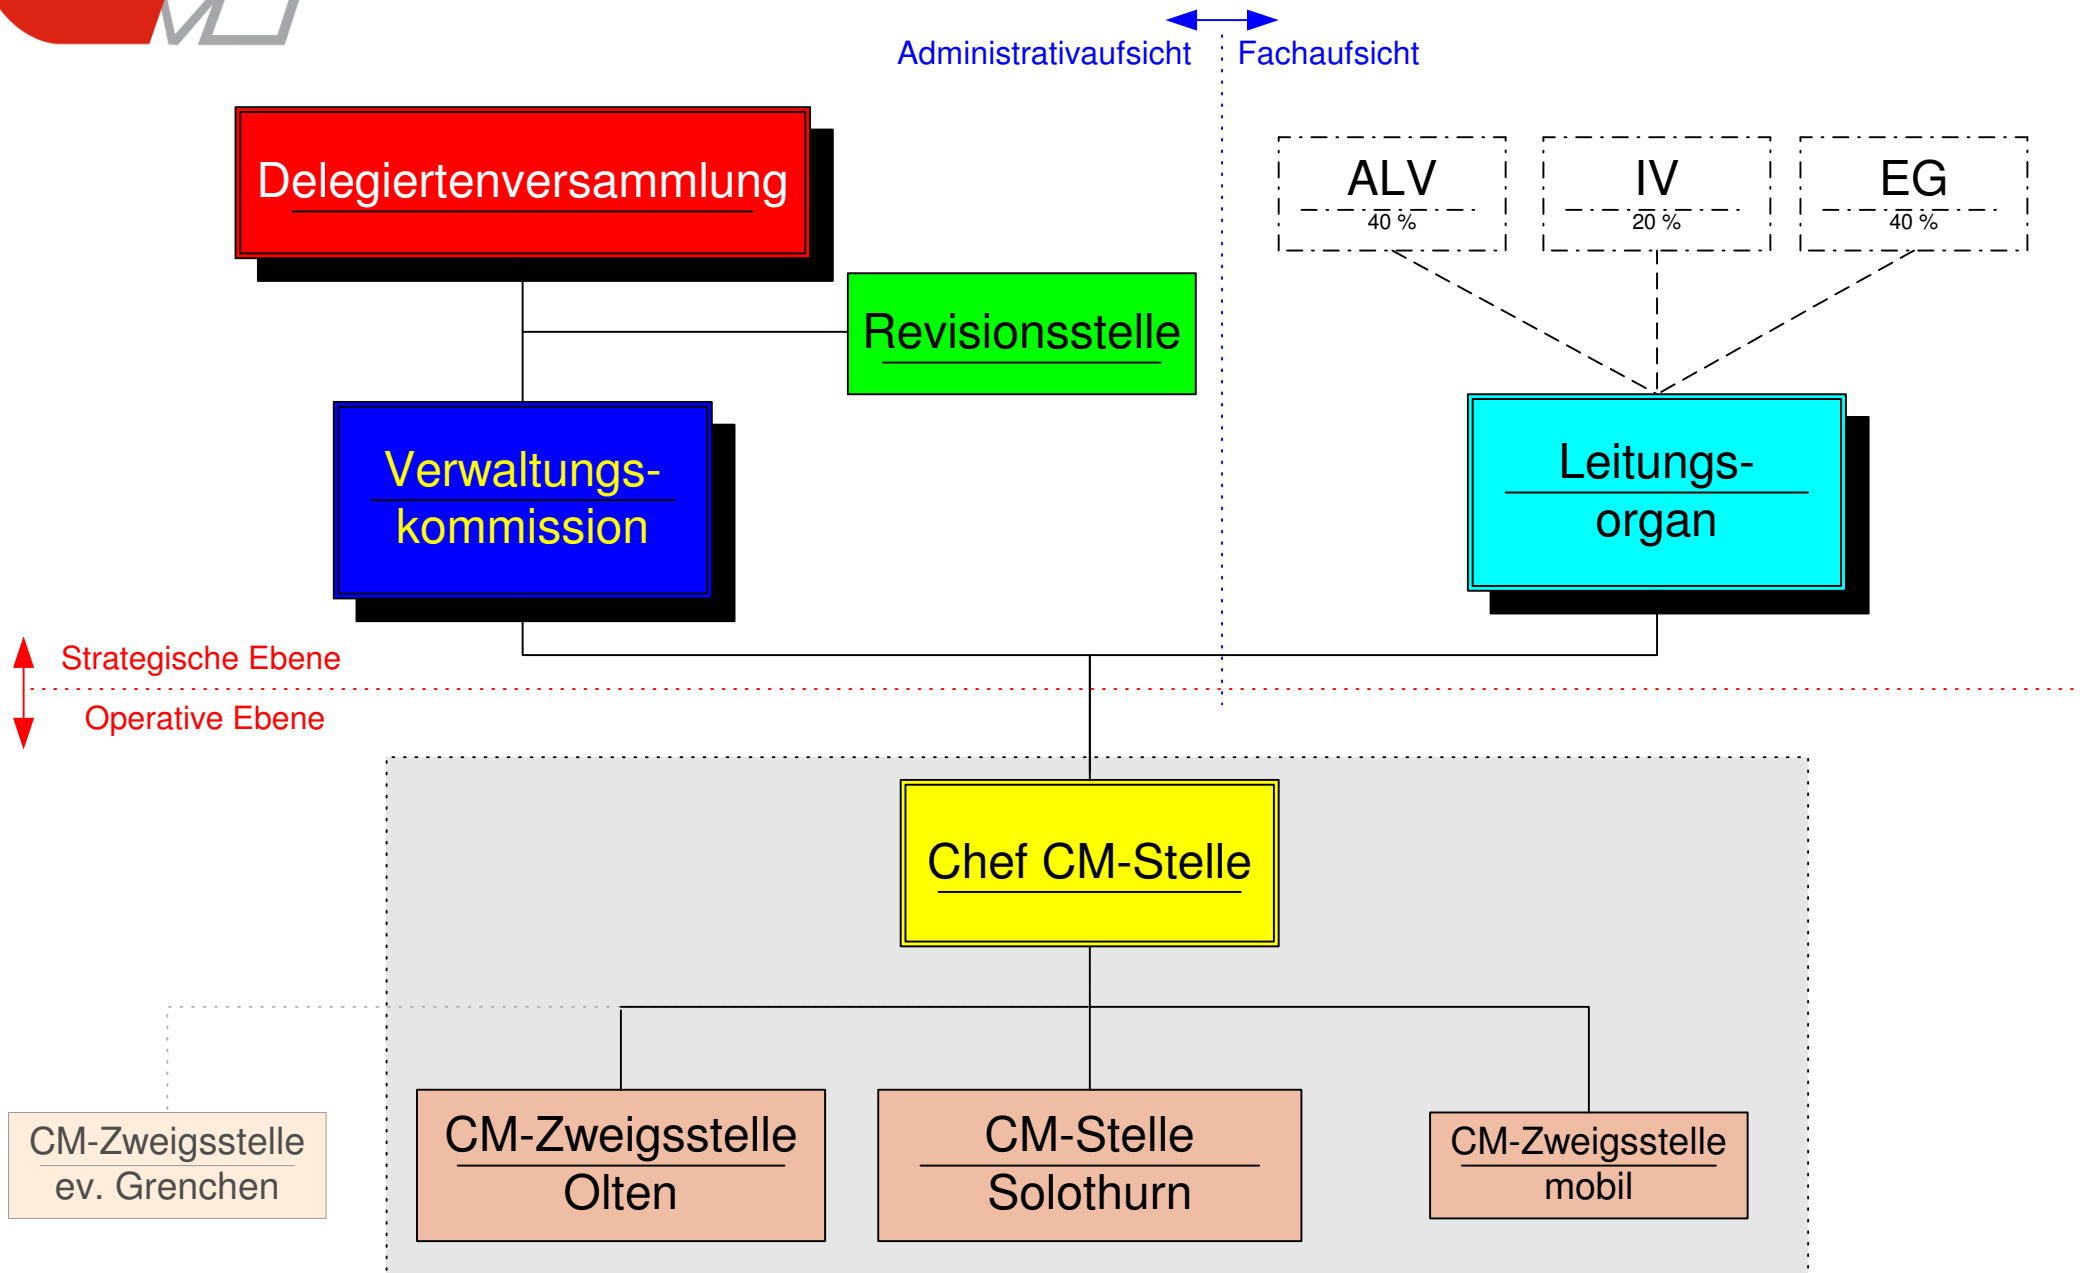 Administrativaufsicht
Fachaufsicht
Delegiertenversammlung
ALV
40 %
IV
20 %
EG
40 %
Revisionsstelle
Verwaltungs-
kommission
Leitungs-
organ
Strategische Ebene
Operative Ebene
Chef CM-Stelle
CM-Zweigsstelle
ev. Grenchen
CM-Zweigsstelle
Olten
CM-Stelle
Solothurn
CM-Zweigsstelle
mobil